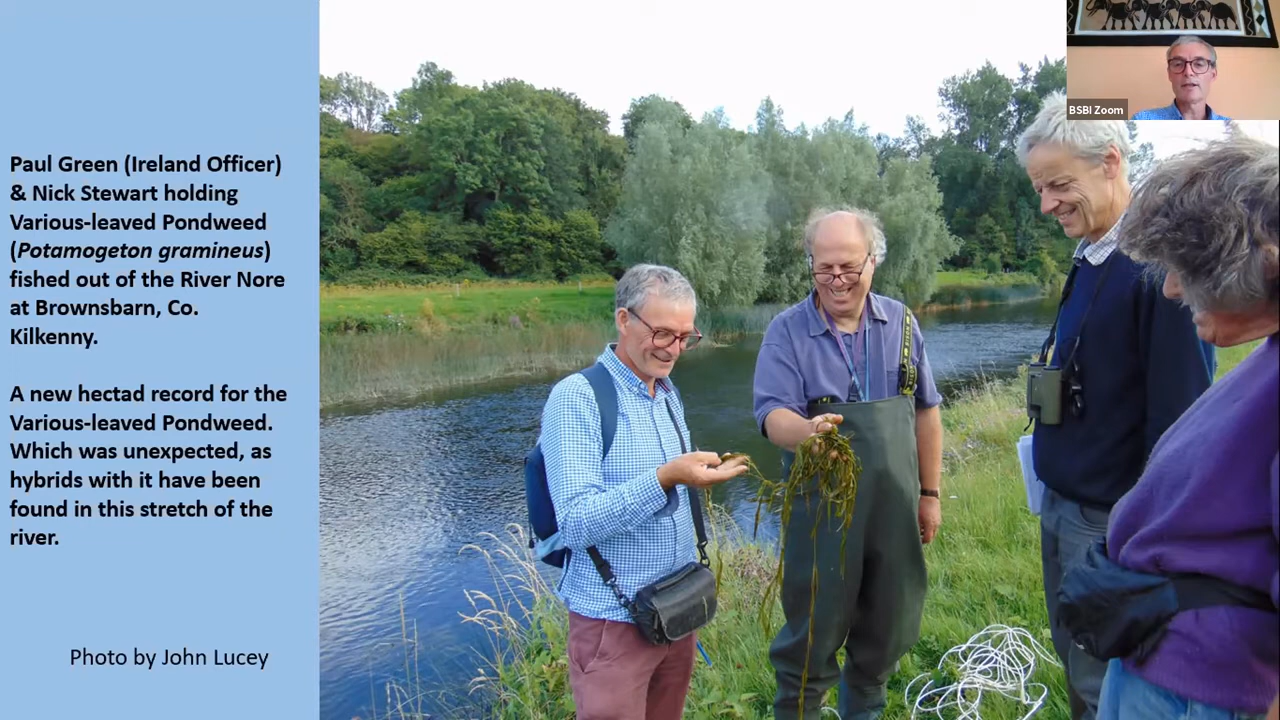 Paul Green (Ireland Officer)
& Nick Stewart holding
Various-leaved Pondweed
(Potamogeton gramineus)
fished out of the River Nore
at Brownsbarn, Co.
Kilkenny.
A new hectad record for the
Various-leaved Pondweed.
Which was unexpected, as
hybrids with it have been
found in this stretch of the
river.
Photo by John Lucey
BSBI Zoom